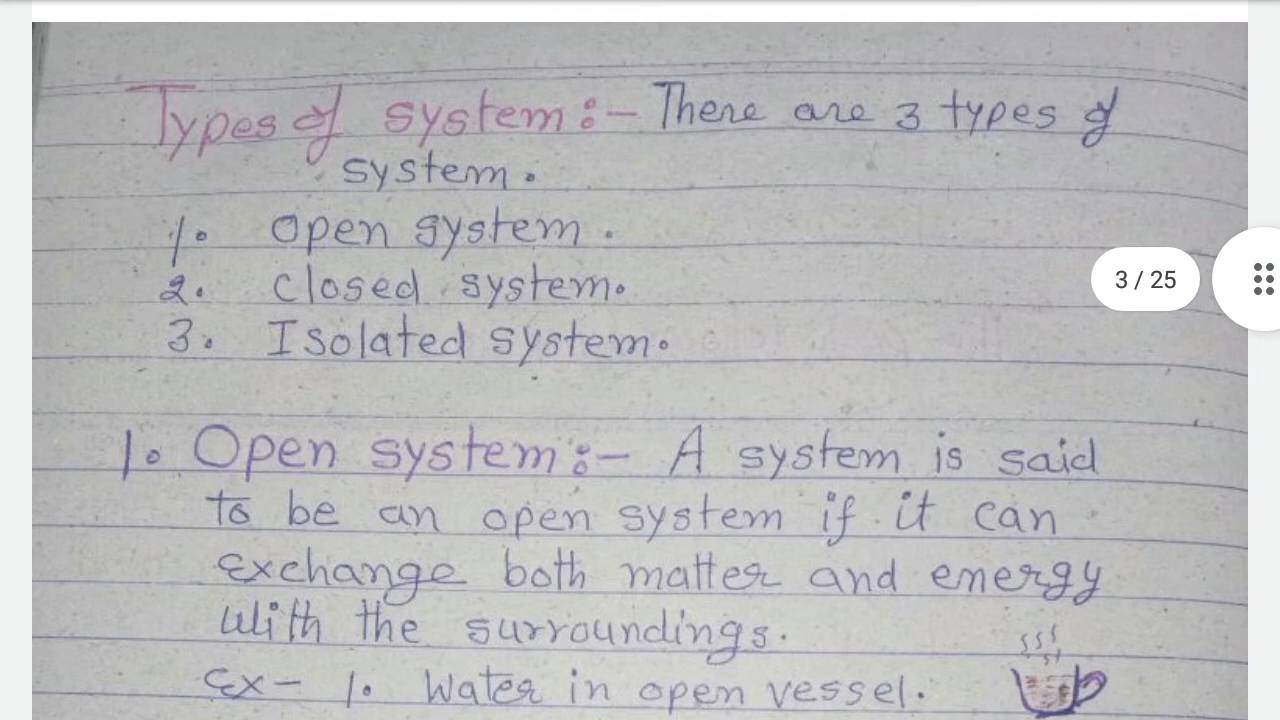 Types of system :- There are 3 types of
system.
1. Open system.
2. closed system.
3. Isolated system.
3 / 25
1. Open system :- A system is said
to be an open system if it can
exchange both matter and energy
with the surroundings.
Ex - 1. Water in open vessel.